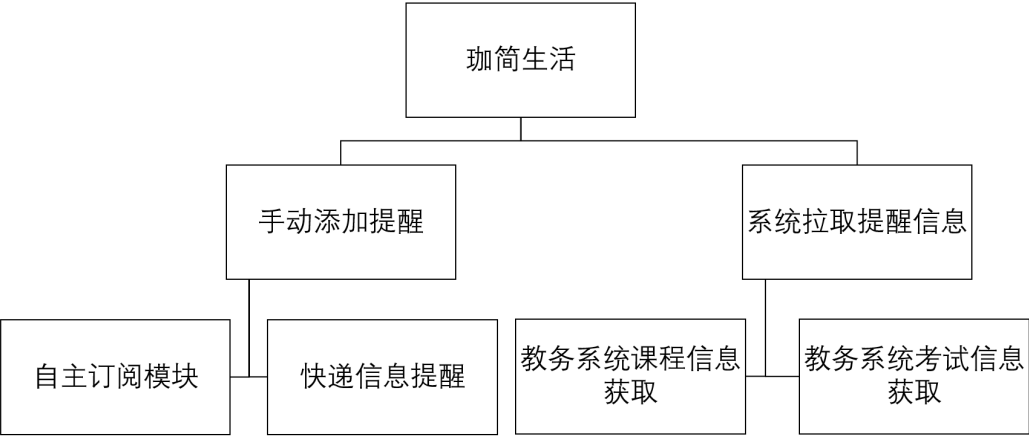 珈简生活
手动添加提醒
系统拉取提醒信息
自主订阅模块
快递信息提醒
教务系统课程信息
获取
教务系统考试信息
获取